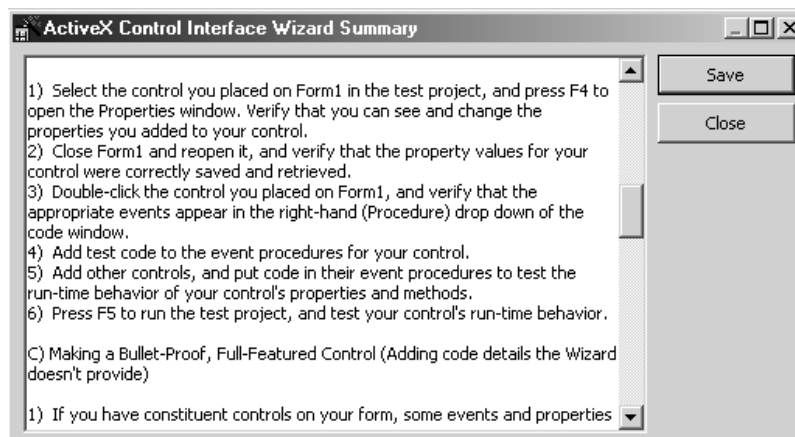 ActiveX Control Interface Wizard Summary
1) Select the control you placed on Form1 in the test project, and press F4 to
open the Properties window. Verify that you can see and change the
properties you added to your control.
2) Close Form1 and reopen it, and verify that the property values for your
control were correctly saved and retrieved.
3) Double-click the control you placed on Form1, and verify that the
appropriate events appear in the right-hand (Procedure) drop down of the
code window.
4) Add test code to the event procedures for your control.
5) Add other controls, and put code in their event procedures to test the
run-time behavior of your control's properties and methods.
6) Press F5 to run the test project, and test your control's run-time behavior.
C) Making a Bullet-Proof, Full-Featured Control (Adding code details the Wizard
doesn't provide)
1) If you have constituent controls on your form, some events and properties
Save
Close